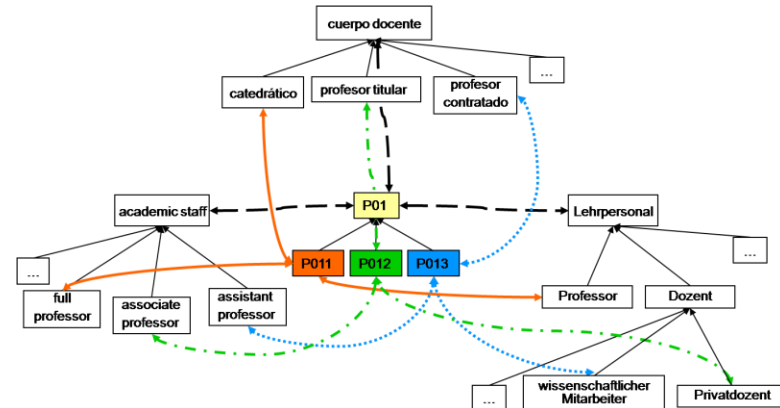 cuerpo docente
...
catedrático
profesor titular
profesor
contratado
academic staff
P01
Lehrpersonal
...
...
P011
P012
P013
full
professor
associate
professor
assistant
professor
Professor
Dozent
...
wissenschaftlicher
Mitarbeiter
Privatdozent